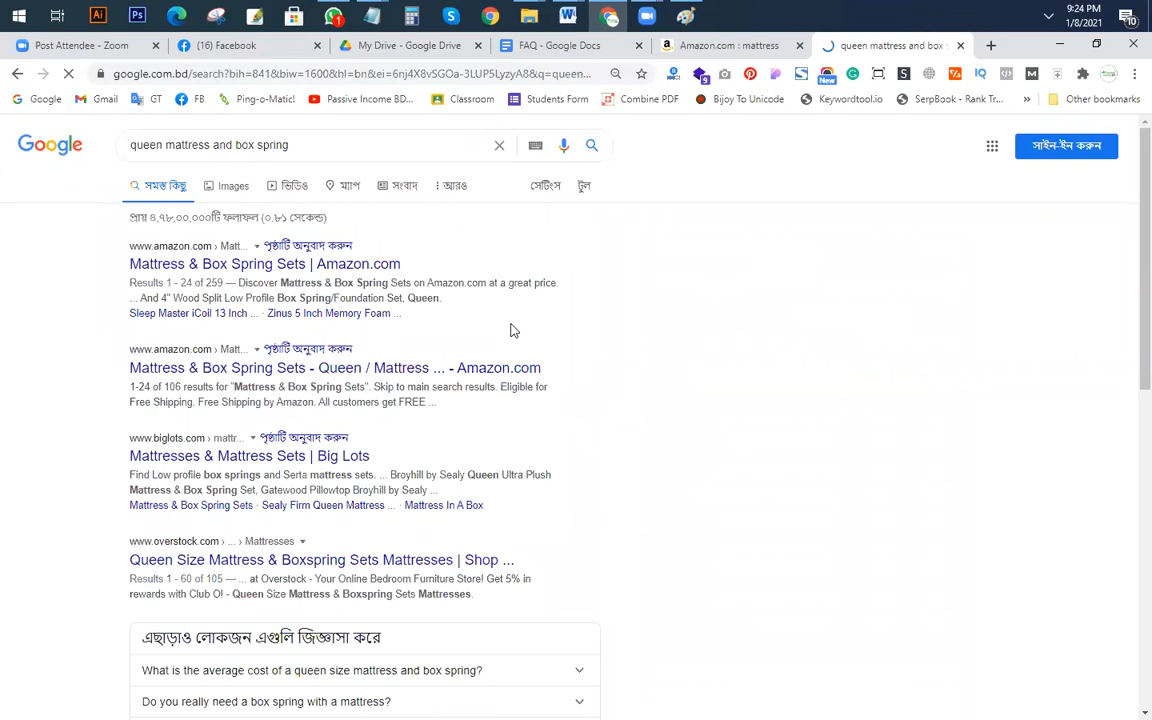 9:24 PM
1/8/2021
10
Post Attendee - Zoom
(16) Facebook
My Drive - Google Drive
FAQ - Google Docs
Amazon.com : mattress
queen mattress and box s
google.com.bd/search?bih=841&biw=1600&hl=bn&ei=6nj4X8vSGOa-3LUP5LyzyA8&q=queen...
Google
Gmail
GT
FB
Ping-o-Matic!
Passive Income BD...
Classroom
Students Form
Combine PDF
Bijoy To Unicode
Keywordtool.io
SerpBook - Rank Tr...
»
Other bookmarks
Google
queen mattress and box spring
সাইন-ইন করুন
সমস্ত কিছু
Images
ভিডিও
ম্যাপ
সংবাদ
আরও
সেটিংস
টুল
প্রায় ৪,৭৮,০০,০০০টি ফলাফল (০.৮১ সেকেন্ড)
www.amazon.com › Matt... পৃষ্ঠাটি অনুবাদ করুন
Mattress & Box Spring Sets | Amazon.com
Results 1 - 24 of 259 — Discover Mattress & Box Spring Sets on Amazon.com at a great price.
... And 4" Wood Split Low Profile Box Spring/Foundation Set, Queen.
Sleep Master iCoil 13 Inch ... · Zinus 5 Inch Memory Foam ...
www.amazon.com › Matt... পৃষ্ঠাটি অনুবাদ করুন
Mattress & Box Spring Sets - Queen / Mattress ... - Amazon.com
1-24 of 106 results for "Mattress & Box Spring Sets". Skip to main search results. Eligible for
Free Shipping. Free Shipping by Amazon. All customers get FREE ...
www.biglots.com › mattr... পৃষ্ঠাটি অনুবাদ করুন
Mattresses & Mattress Sets | Big Lots
Find Low profile box springs and Serta mattress sets. ... Broyhill by Sealy Queen Ultra Plush
Mattress & Box Spring Set, Gatewood Pillowtop Broyhill by Sealy ...
Mattress & Box Spring Sets · Sealy Firm Queen Mattress ... · Mattress In A Box
www.overstock.com › ... › Mattresses
Queen Size Mattress & Boxspring Sets Mattresses | Shop ...
Results 1 - 60 of 105 — ... at Overstock - Your Online Bedroom Furniture Store! Get 5% in
rewards with Club O! - Queen Size Mattress & Boxspring Sets Mattresses.
এছাড়াও লোকজন এগুলি জিজ্ঞাসা করে
What is the average cost of a queen size mattress and box spring?
Do you really need a box spring with a mattress?